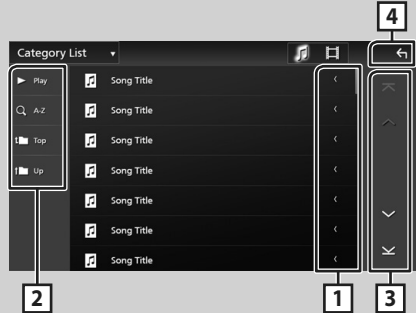 4
Category List
Play
Song Title
A-Z
Song Title
Top
Song Title
Up
Song Title
Song Title
Song Title
Song Title
2
1
3